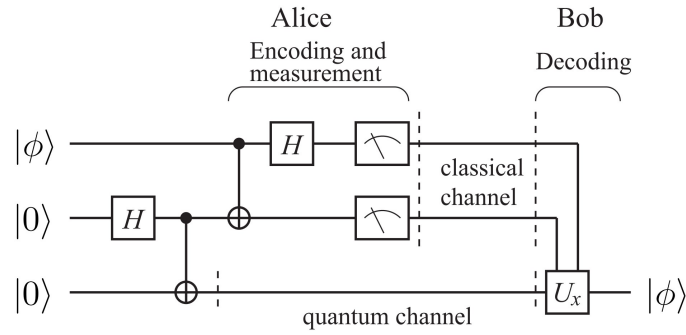 Alice
Bob
Encoding and
measurement
Decoding
|ϕ⟩
H
classical
channel
|0⟩
H
|0⟩
U_x
|ϕ⟩
quantum channel